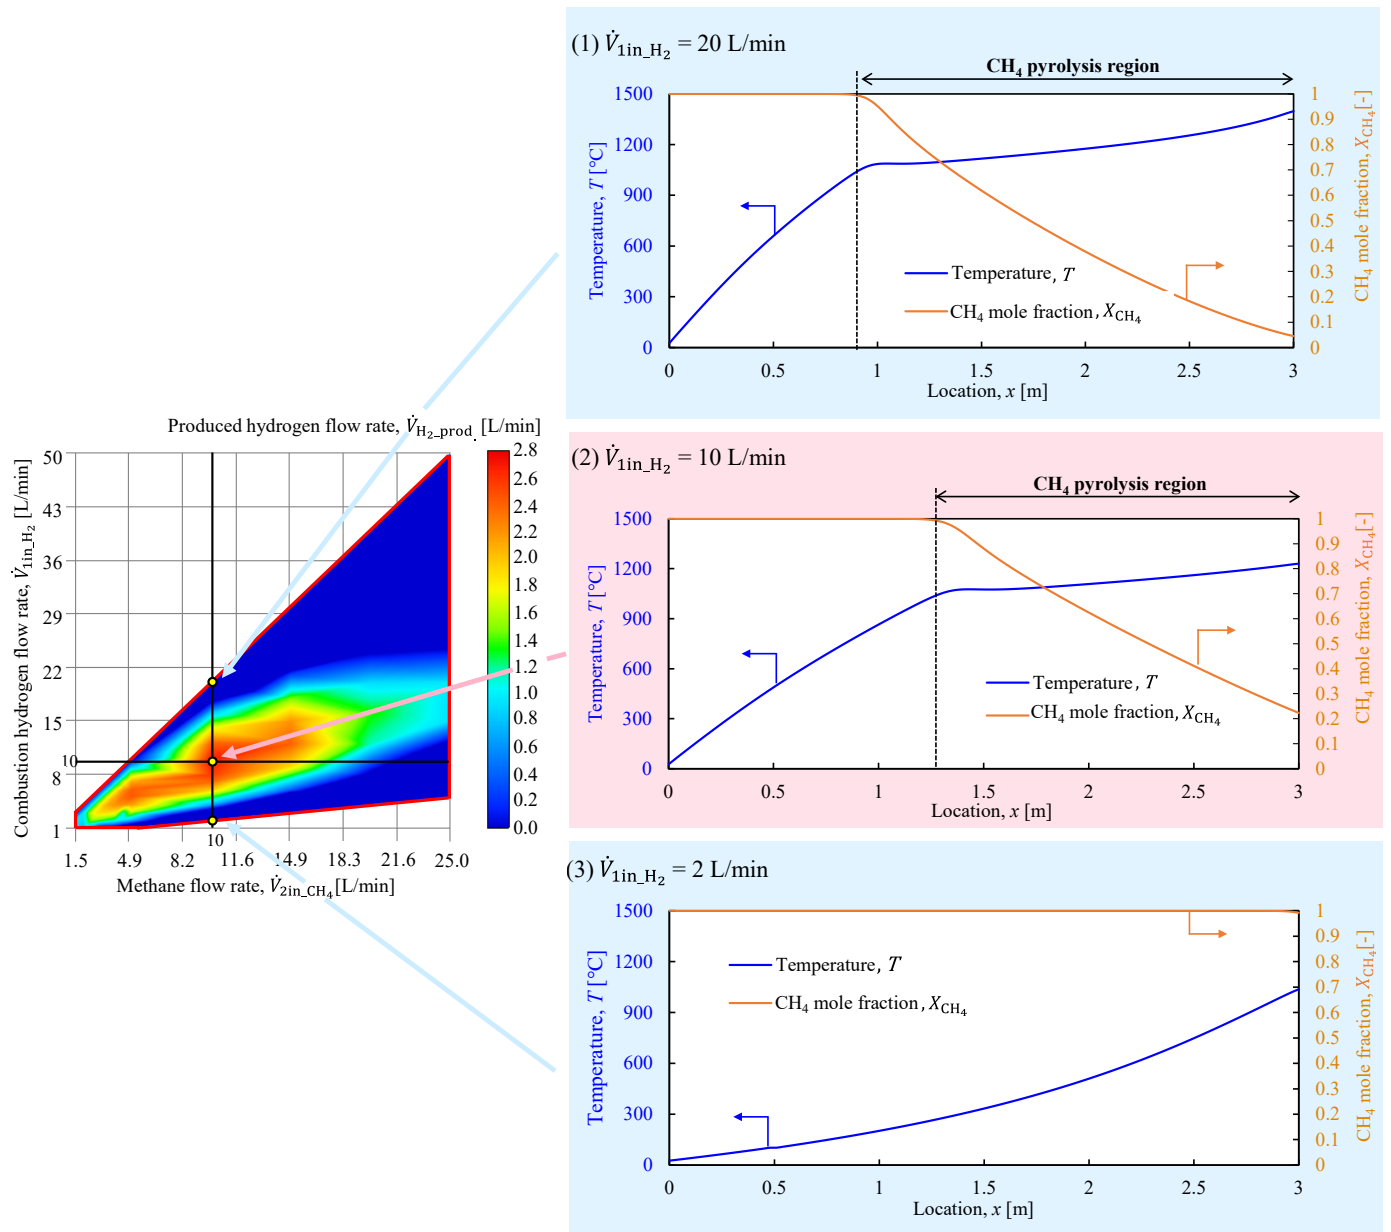 (1) V̇1in_H2 = 20 L/min
CH4 pyrolysis region
1500
1200
900
600
300
0
Temperature, T [°C]
1
0.9
0.8
0.7
0.6
0.5
0.4
0.3
0.2
0.1
0
CH4 mole fraction, XCH4[-]
Temperature, T
CH4 mole fraction, XCH4
0 0.5 1 1.5 2 2.5 3
Location, x [m]
Produced hydrogen flow rate, V̇H2_prod. [L/min]
Combustion hydrogen flow rate, V̇1in_H2 [L/min]
50
43
36
29
22
15
10
8
1
10
1.5 4.9 8.2 11.6 14.9 18.3 21.6 25.0
Methane flow rate, V̇2in_CH4[L/min]
2.8
2.6
2.4
2.2
2.0
1.8
1.6
1.4
1.2
1.0
0.8
0.6
0.4
0.2
0.0
(2) V̇1in_H2 = 10 L/min
CH4 pyrolysis region
1500
1200
900
600
300
0
Temperature, T [°C]
1
0.9
0.8
0.7
0.6
0.5
0.4
0.3
0.2
0.1
0
CH4 mole fraction, XCH4[-]
Temperature, T
CH4 mole fraction, XCH4
0 0.5 1 1.5 2 2.5 3
Location, x [m]
(3) V̇1in_H2 = 2 L/min
1500
1200
900
600
300
0
Temperature, T [°C]
1
0.9
0.8
0.7
0.6
0.5
0.4
0.3
0.2
0.1
0
CH4 mole fraction, XCH4[-]
Temperature, T
CH4 mole fraction, XCH4
0 0.5 1 1.5 2 2.5 3
Location, x [m]